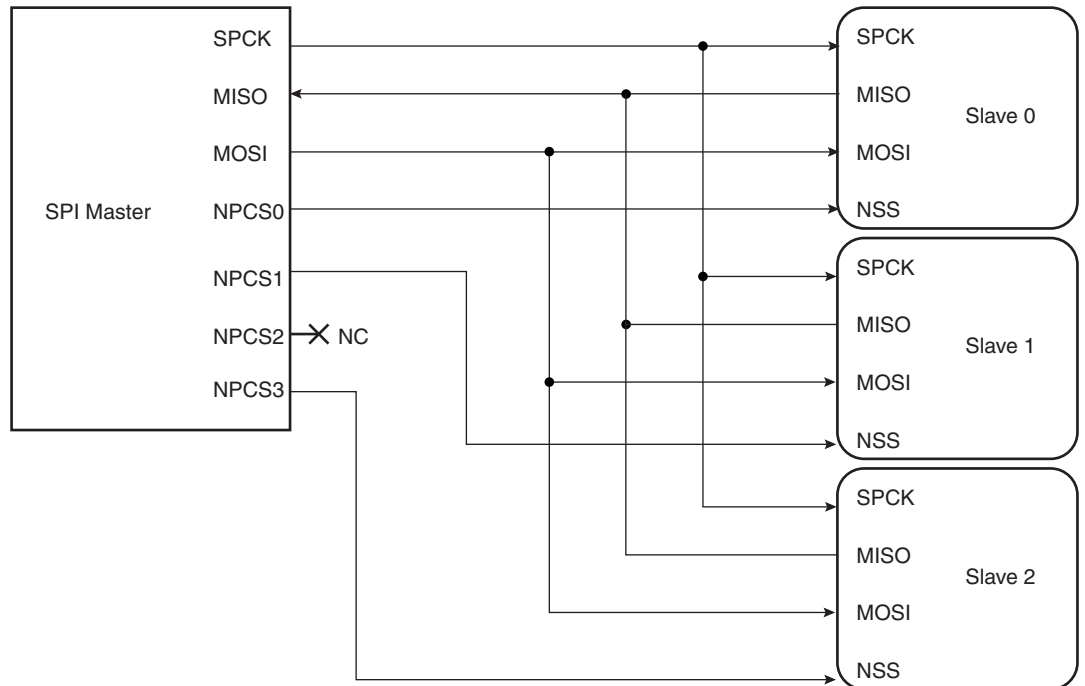 SPI Master
SPCK
MISO
MOSI
NPCS0
NPCS1
NPCS2
NC
NPCS3
SPCK
MISO
Slave 0
MOSI
NSS
SPCK
MISO
Slave 1
MOSI
NSS
SPCK
MISO
Slave 2
MOSI
NSS